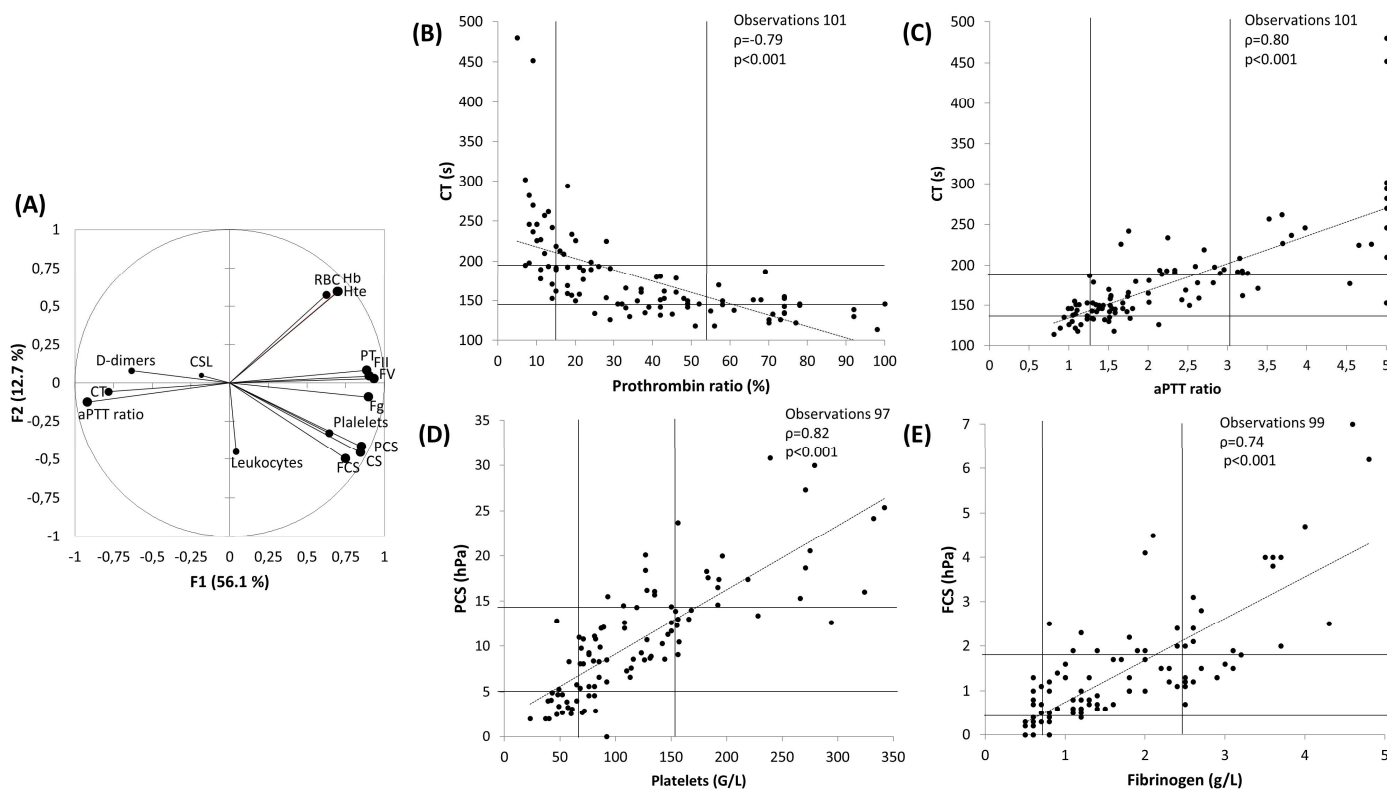 (A)
1
0,75
0,5
0,25
0
-0,25
-0,5
-0,75
-1
F2 (12.7 %)
RBC Hb
Hte
D-dimers
CSL
PT
FII
CT
FV
aPTT ratio
Fg
Plalelets
PCS
Leukocytes
FCS
CS
-1 -0,75 -0,5 -0,25 0 0,25 0,5 0,75 1
F1 (56.1 %)
(B)
Observations 101
ρ=-0.79
p<0.001
500
450
400
350
300
250
200
150
100
CT (s)
0 10 20 30 40 50 60 70 80 90 100
Prothrombin ratio (%)
(C)
Observations 101
ρ=0.80
p<0.001
500
450
400
350
300
250
200
150
100
CT (s)
0 0,5 1 1,5 2 2,5 3 3,5 4 4,5 5
aPTT ratio
(D)
Observations 97
ρ=0.82
p<0.001
35
30
25
20
15
10
5
0
PCS (hPa)
0 50 100 150 200 250 300 350
Platelets (G/L)
(E)
Observations 99
ρ=0.74
p<0.001
7
6
5
4
3
2
1
0
FCS (hPa)
0 1 2 3 4 5
Fibrinogen (g/L)